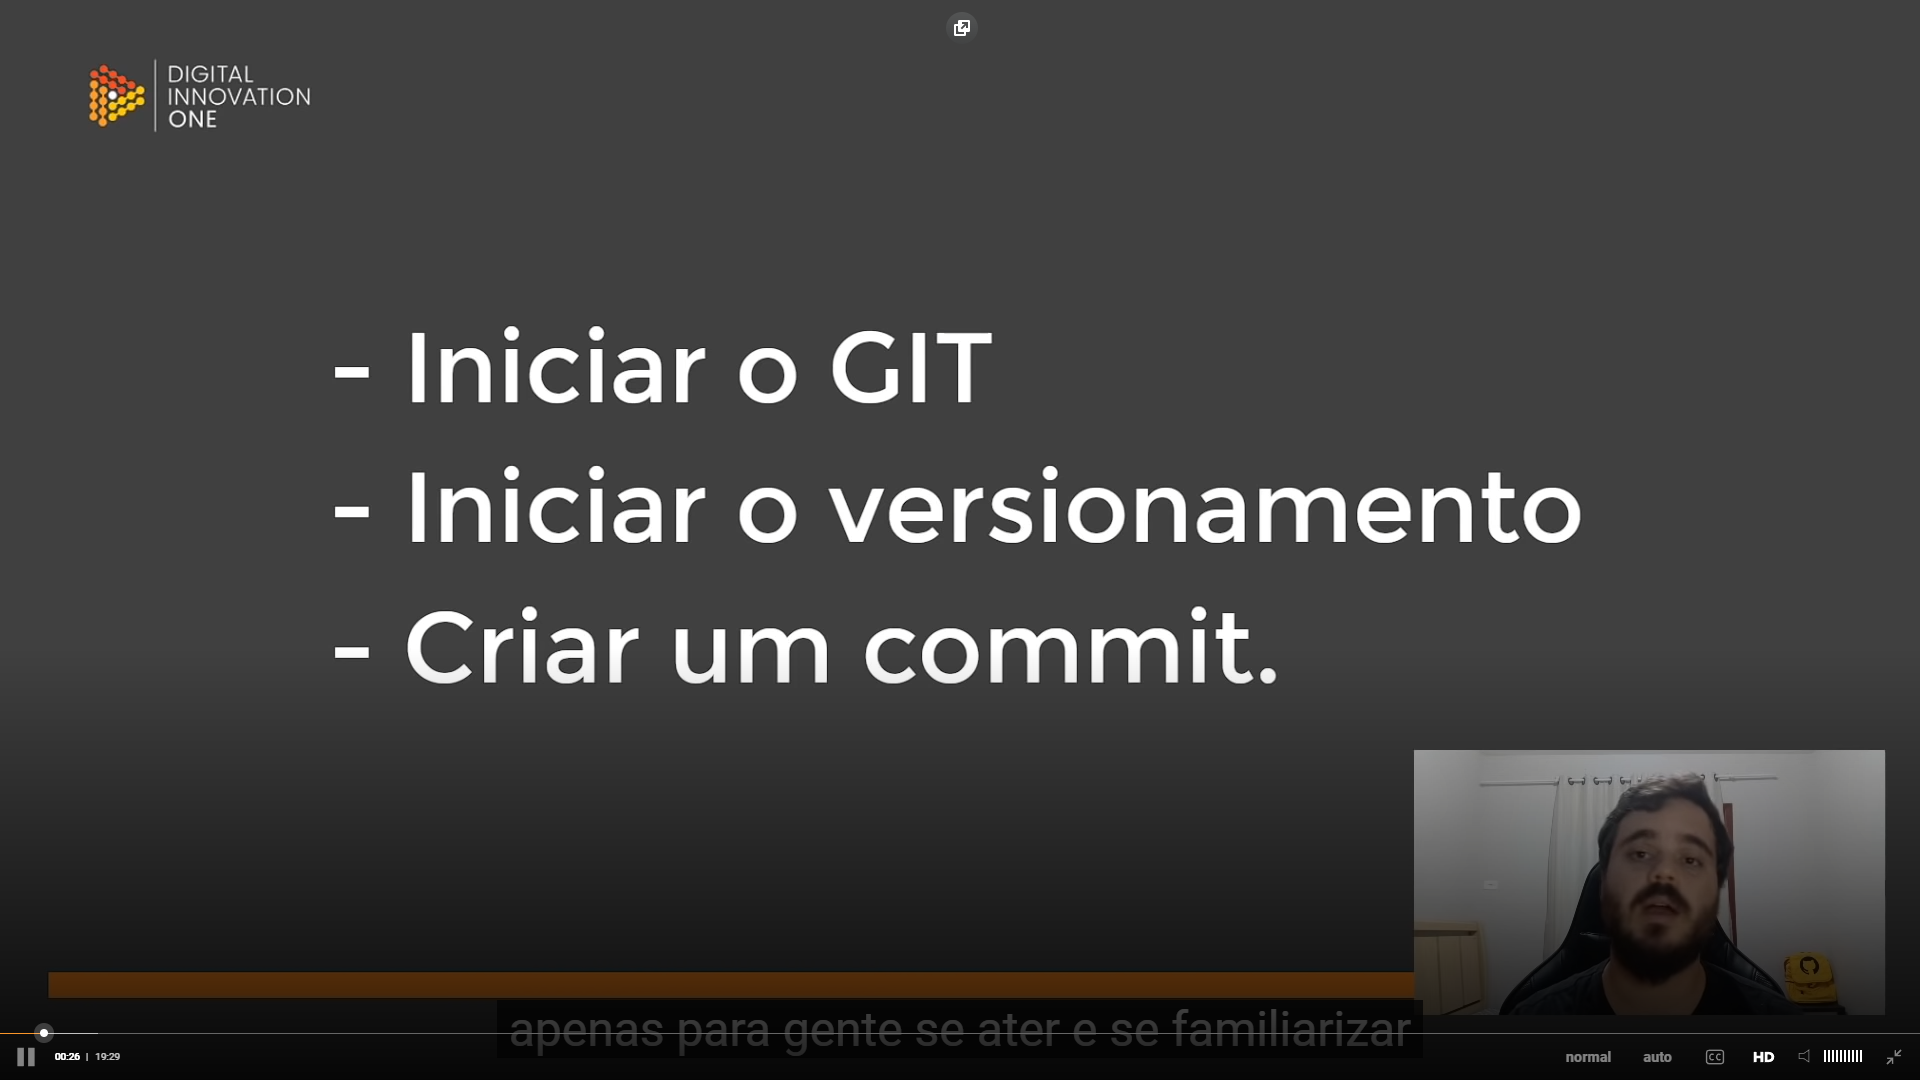 DIGITAL
INNOVATION
ONE
- Iniciar o GIT
- Iniciar o versionamento
- Criar um commit.
apenas para gente se ater e se familiarizar
00:26 | 19:29
normal auto CC HD